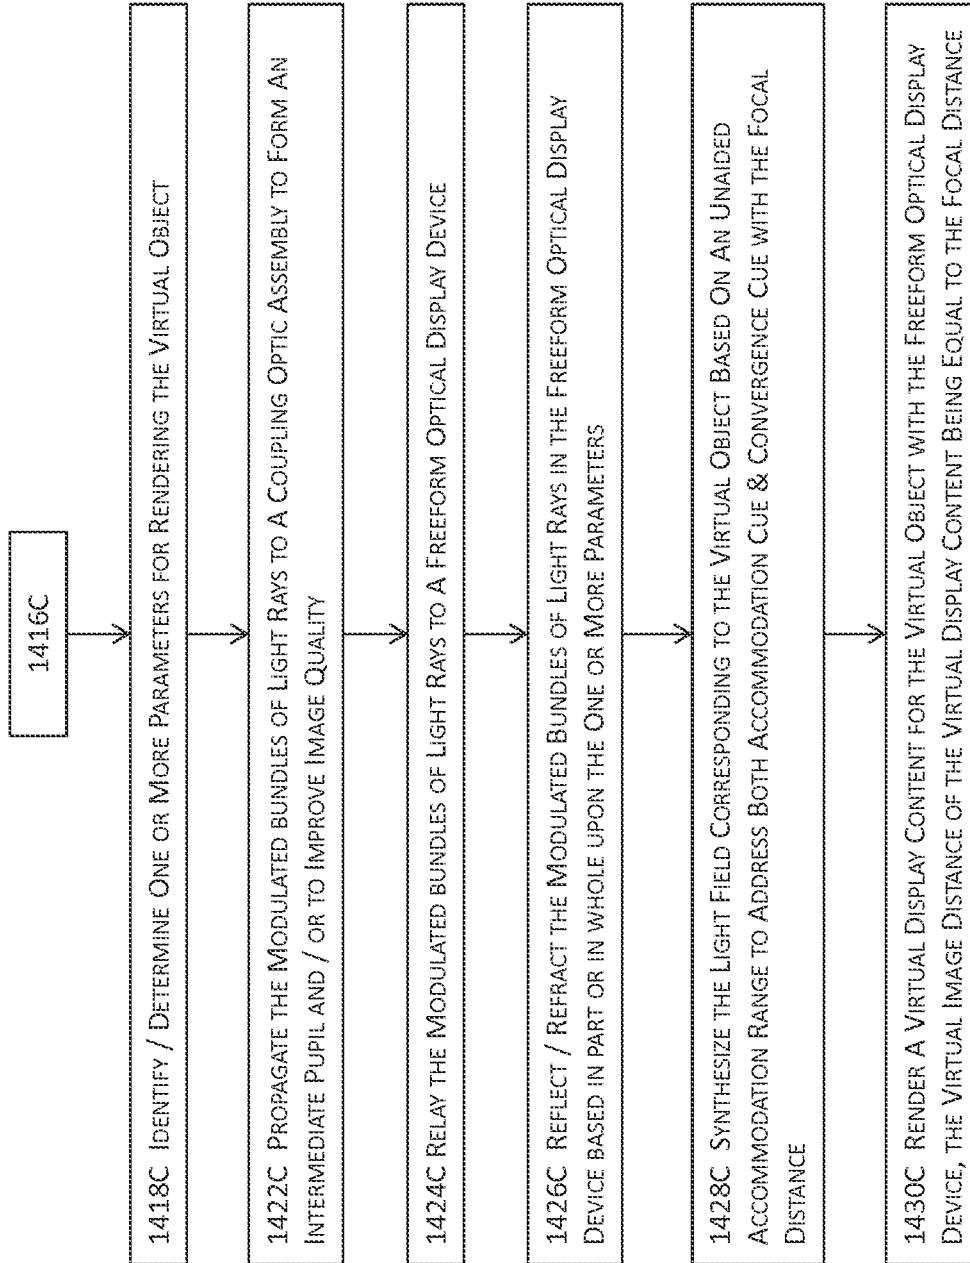 1416C
1418C IDENTIFY / DETERMINE ONE OR MORE PARAMETERS FOR RENDERING THE VIRTUAL OBJECT
1422C PROPAGATE THE MODULATED BUNDLES OF LIGHT RAYS TO A COUPLING OPTIC ASSEMBLY TO FORM AN
INTERMEDIATE PUPIL AND / OR TO IMPROVE IMAGE QUALITY
1424C RELAY THE MODULATED BUNDLES OF LIGHT RAYS TO A FREEFORM OPTICAL DISPLAY DEVICE
1426C REFLECT / REFRACT THE MODULATED BUNDLES OF LIGHT RAYS IN THE FREEFORM OPTICAL DISPLAY
DEVICE BASED IN PART OR IN WHOLE UPON THE ONE OR MORE PARAMETERS
1428C SYNTHESIZE THE LIGHT FIELD CORRESPONDING TO THE VIRTUAL OBJECT BASED ON AN UNAIDED
ACCOMMODATION RANGE TO ADDRESS BOTH ACCOMMODATION CUE & CONVERGENCE CUE WITH THE FOCAL
DISTANCE
1430C RENDER A VIRTUAL DISPLAY CONTENT FOR THE VIRTUAL OBJECT WITH THE FREEFORM OPTICAL DISPLAY
DEVICE, THE VIRTUAL IMAGE DISTANCE OF THE VIRTUAL DISPLAY CONTENT BEING EQUAL TO THE FOCAL DISTANCE